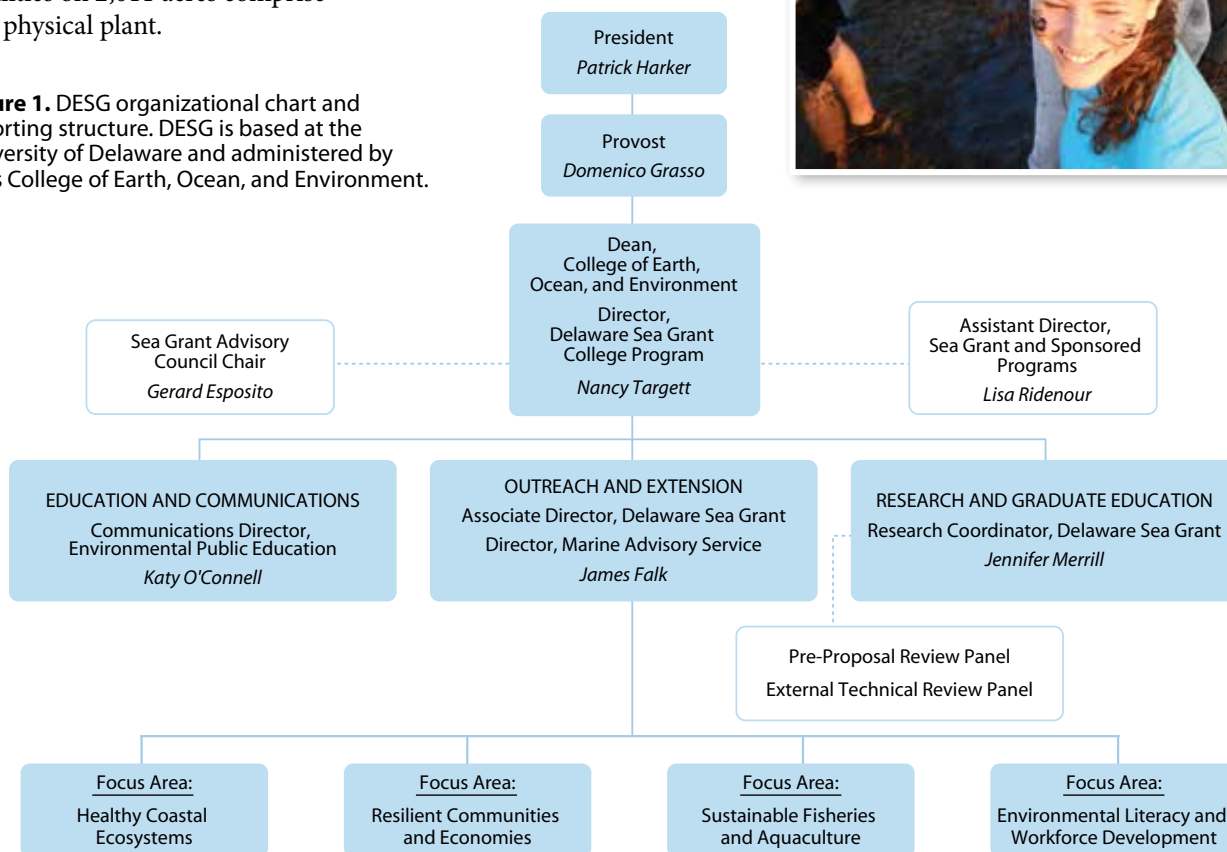 physical plant.
President
Patrick Harker
DESG organizational chart and
structure. DESG is based at the
of Delaware and administered by
College of Earth, Ocean, and Environment.
Provost
Domenico Grasso
Dean,
College of Earth,
Ocean, and Environment
Director,
Delaware Sea Grant
College Program
Nancy Targett
Sea Grant Advisory
Council Chair
Gerard Esposito
Assistant Director,
Sea Grant and Sponsored
Programs
Lisa Ridenour
EDUCATION AND COMMUNICATIONS
Communications Director,
Environmental Public Education
Katy O'Connell
OUTREACH AND EXTENSION
Associate Director, Delaware Sea Grant
Director, Marine Advisory Service
James Falk
RESEARCH AND GRADUATE EDUCATION
Research Coordinator, Delaware Sea Grant
Jennifer Merrill
Pre-Proposal Review Panel
External Technical Review Panel
Focus Area:
Healthy Coastal
Ecosystems
Focus Area:
Resilient Communities
and Economies
Focus Area:
Sustainable Fisheries
and Aquaculture
Focus Area:
Environmental Literacy and
Workforce Development